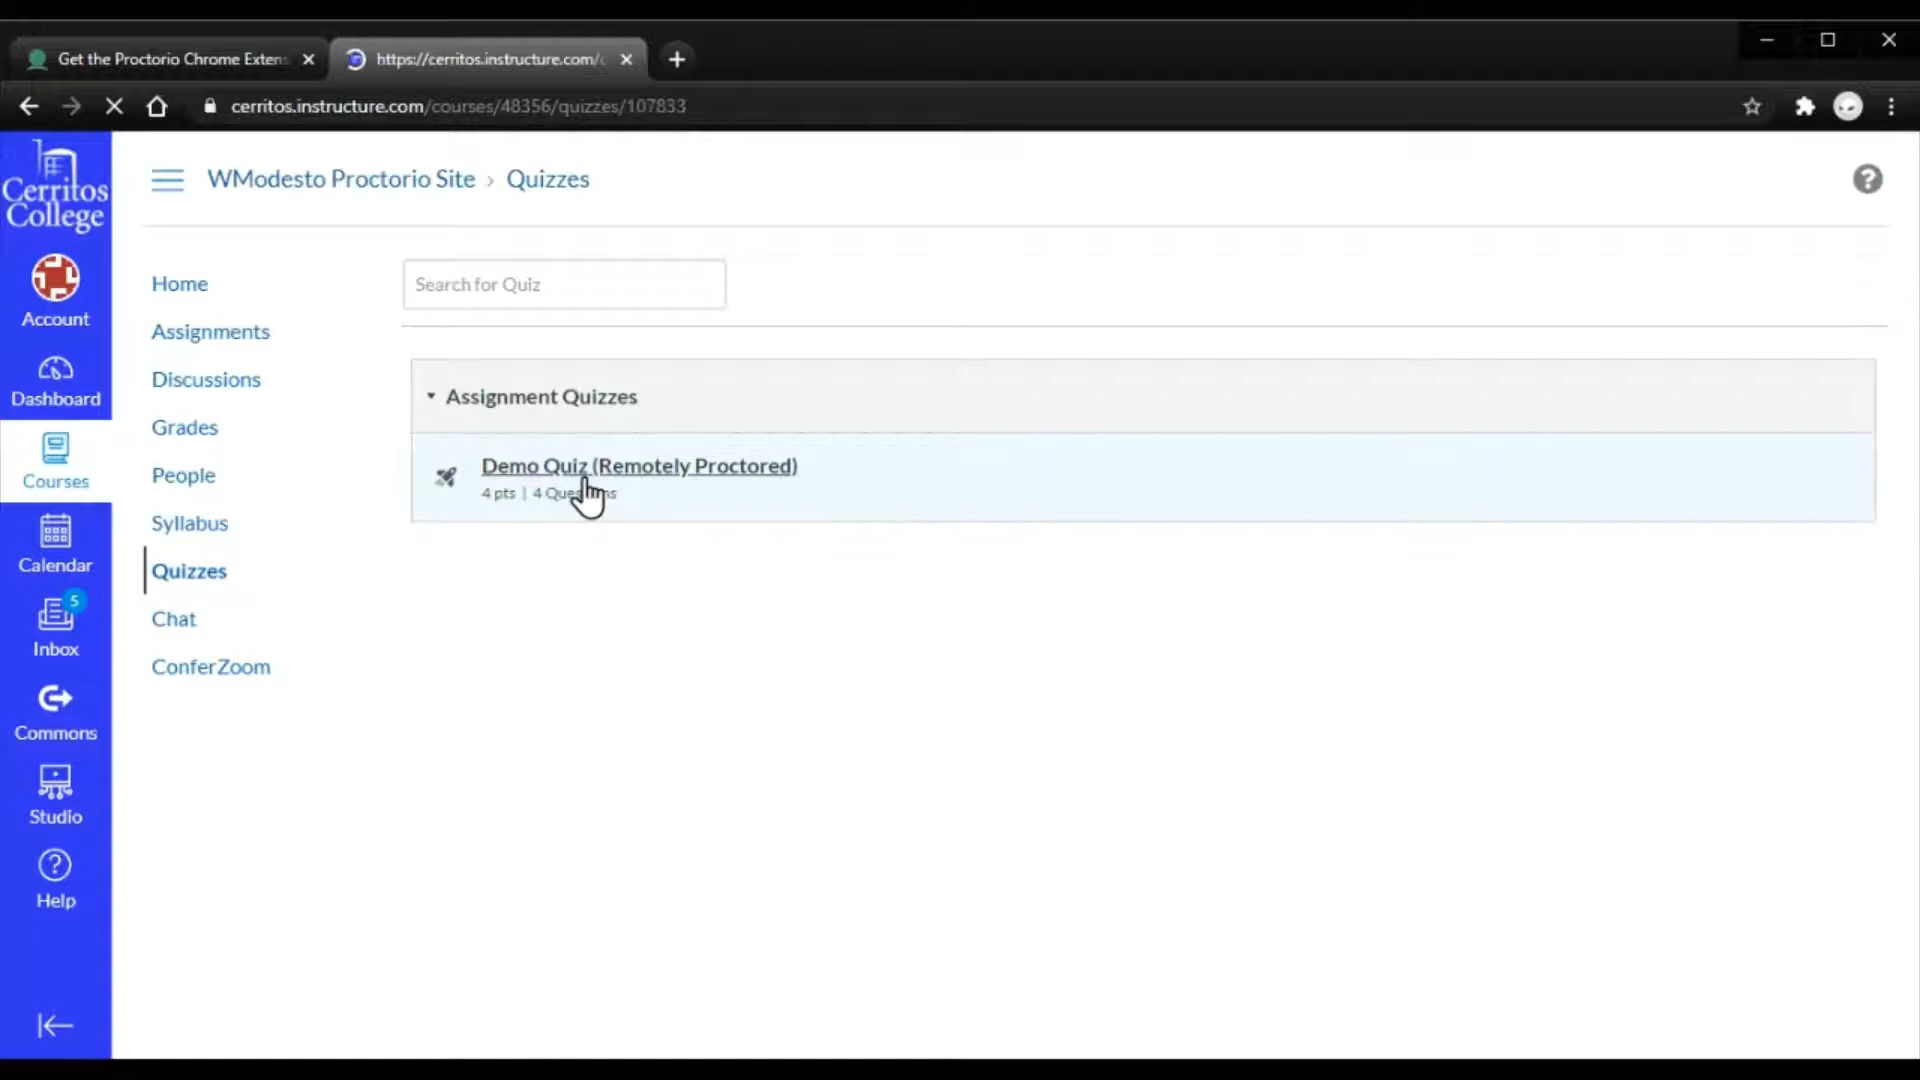 Get the Proctorio Chrome Exten
https://cerritos.instructure.com/
cerritos.instructure.com/courses/48356/quizzes/107833
Cerritos
College
Account
Dashboard
Courses
Calendar
5
Inbox
Commons
Studio
Help
WModesto Proctorio Site › Quizzes
Home
Assignments
Discussions
Grades
People
Syllabus
Quizzes
Chat
ConferZoom
Search for Quiz
Assignment Quizzes
Demo Quiz (Remotely Proctored)
4 pts | 4 Questions